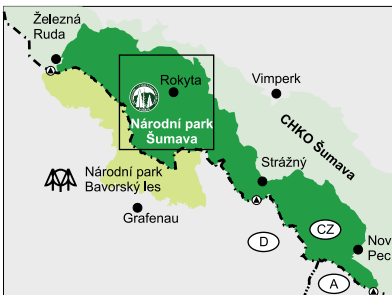 Železná
Ruda
Rokyta
Vimperk
Národní park
Šumava
CHKO Šumava
Strážný
Národní park
Bavorský les
Grafenau
D
CZ
Nov
Pec
A